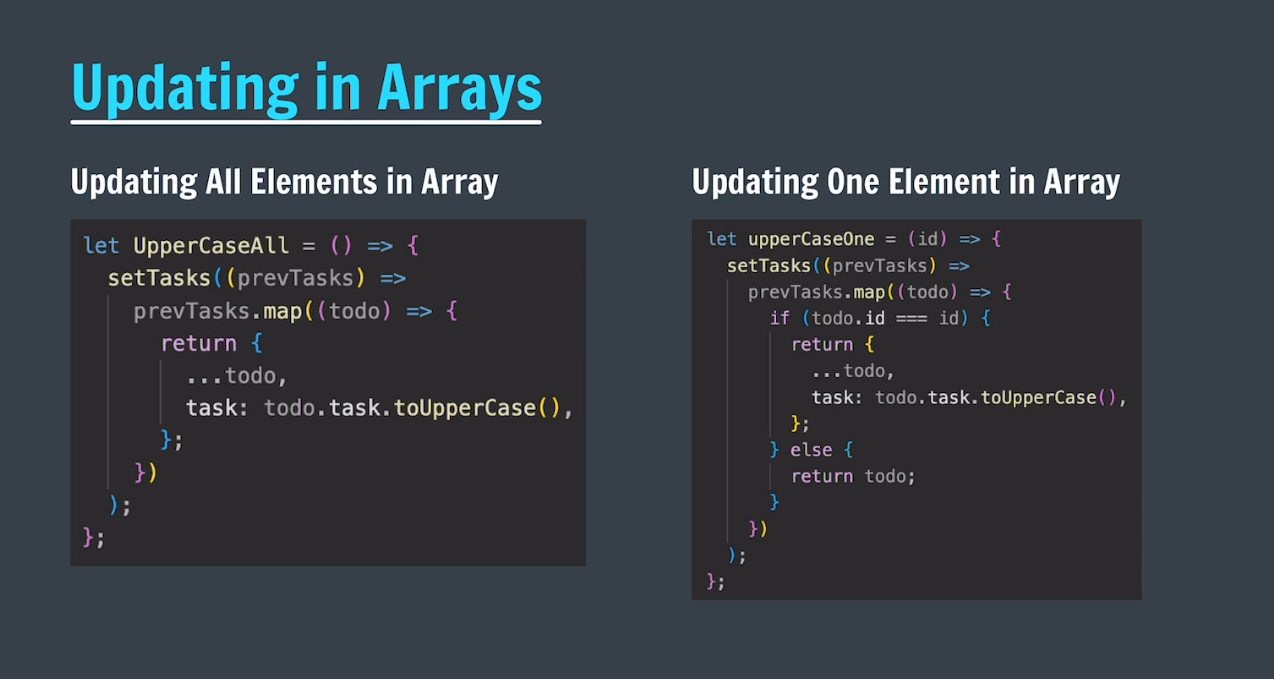 Updating in Arrays
Updating All Elements in Array
let UpperCaseAll = () => {
  setTasks((prevTasks) =>
    prevTasks.map((todo) => {
      return {
        ...todo,
        task: todo.task.toUpperCase(),
      };
    })
  );
};
Updating One Element in Array
let upperCaseOne = (id) => {
  setTasks((prevTasks) =>
    prevTasks.map((todo) => {
      if (todo.id === id) {
        return {
          ...todo,
          task: todo.task.toUpperCase(),
        };
      } else {
        return todo;
      }
    })
  );
};